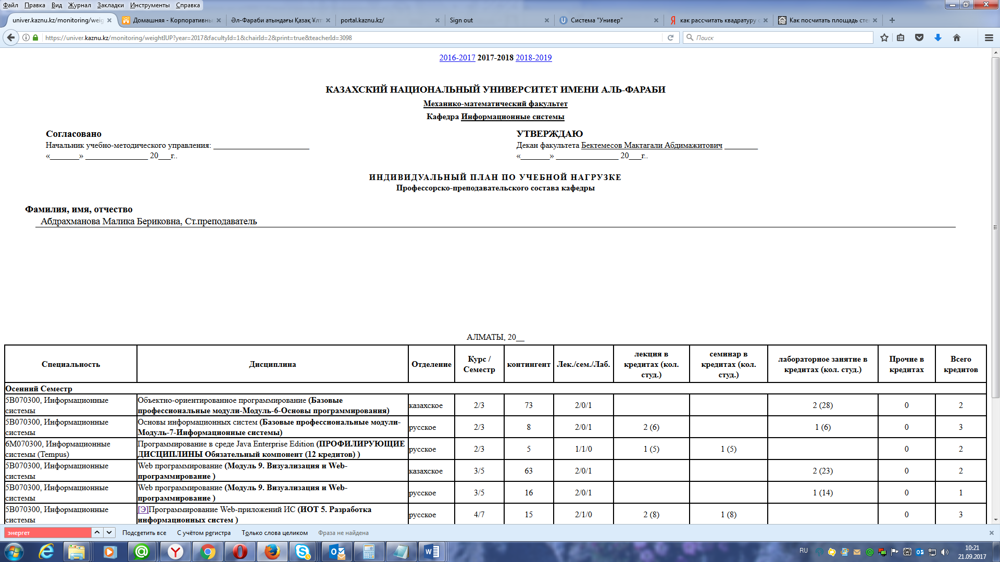 Файл Правка Вид Журнал Закладки Инструменты Справка
univer.kaznu.kz/monitoring/weig
Домашняя - Корпоративны
Әл-Фараби атындағы Қазақ Ұлт
portal.kaznu.kz/
Sign out
Система "Универ"
как рассчитать квадратуру с
Как посчитать площадь сте
https://univer.kaznu.kz/monitoring/weightIUP?year=2017&facultyId=1&chairId=2&print=true&teacherId=3098
Поиск
2016-2017 2017-2018 2018-2019
КАЗАХСКИЙ НАЦИОНАЛЬНЫЙ УНИВЕРСИТЕТ ИМЕНИ АЛЬ-ФАРАБИ
Механико-математический факультет
Кафедра Информационные системы
Согласовано
Начальник учебно-методического управления: _______________________
«_______» _______________ 20___г..
УТВЕРЖДАЮ
Декан факультета Бектемесов Мактагали Абдимажитович ________
«_______» _______________ 20___г..
ИНДИВИДУАЛЬНЫЙ ПЛАН ПО УЧЕБНОЙ НАГРУЗКЕ
Профессорско-преподавательского состава кафедры
Фамилия, имя, отчество
Абдрахманова Малика Бериковна, Ст.преподаватель
АЛМАТЫ, 20__
Специальность
Дисциплина
Отделение
Курс /
Семестр
контингент
Лек./сем./Лаб.
лекция в
кредитах (кол.
студ.)
семинар в
кредитах (кол.
студ.)
лабораторное занятие в
кредитах (кол. студ.)
Прочие в
кредитах
Всего
кредитов
Осенний Семестр
5B070300, Информационные
системы
Объектно-ориентированное программирование (Базовые
профессиональные модули-Модуль-6-Основы программирования)
казахское 2/3 73 2/0/1 2 (28) 0 2
5B070300, Информационные
системы
Основы информационных систем (Базовые профессиональные модули-
Модуль-7-Информационные системы)
русское 2/3 8 2/0/1 2 (6) 1 (6) 0 3
6M070300, Информационные
системы (Tempus)
Программирование в среде Java Enterprise Edition (ПРОФИЛИРУЮЩИЕ
ДИСЦИПЛИНЫ Обязательный компонент (12 кредитов) )
русское 2/3 5 1/1/0 1 (5) 1 (5) 0 2
5B070300, Информационные
системы
Web программирование (Модуль 9. Визуализация и Web-
программирование )
казахское 3/5 63 2/0/1 2 (23) 0 2
5B070300, Информационные
системы
Web программирование (Модуль 9. Визуализация и Web-
программирование )
русское 3/5 16 2/0/1 1 (14) 0 1
5B070300, Информационные
системы
[Э]Программирование Web-приложений ИС (ИОТ 5. Разработка
информационных систем )
русское 4/7 15 2/1/0 2 (8) 1 (8) 0 3
энергет
Подсветить все С учётом регистра Только слова целиком Фраза не найдена
RU
10:21
21.09.2017